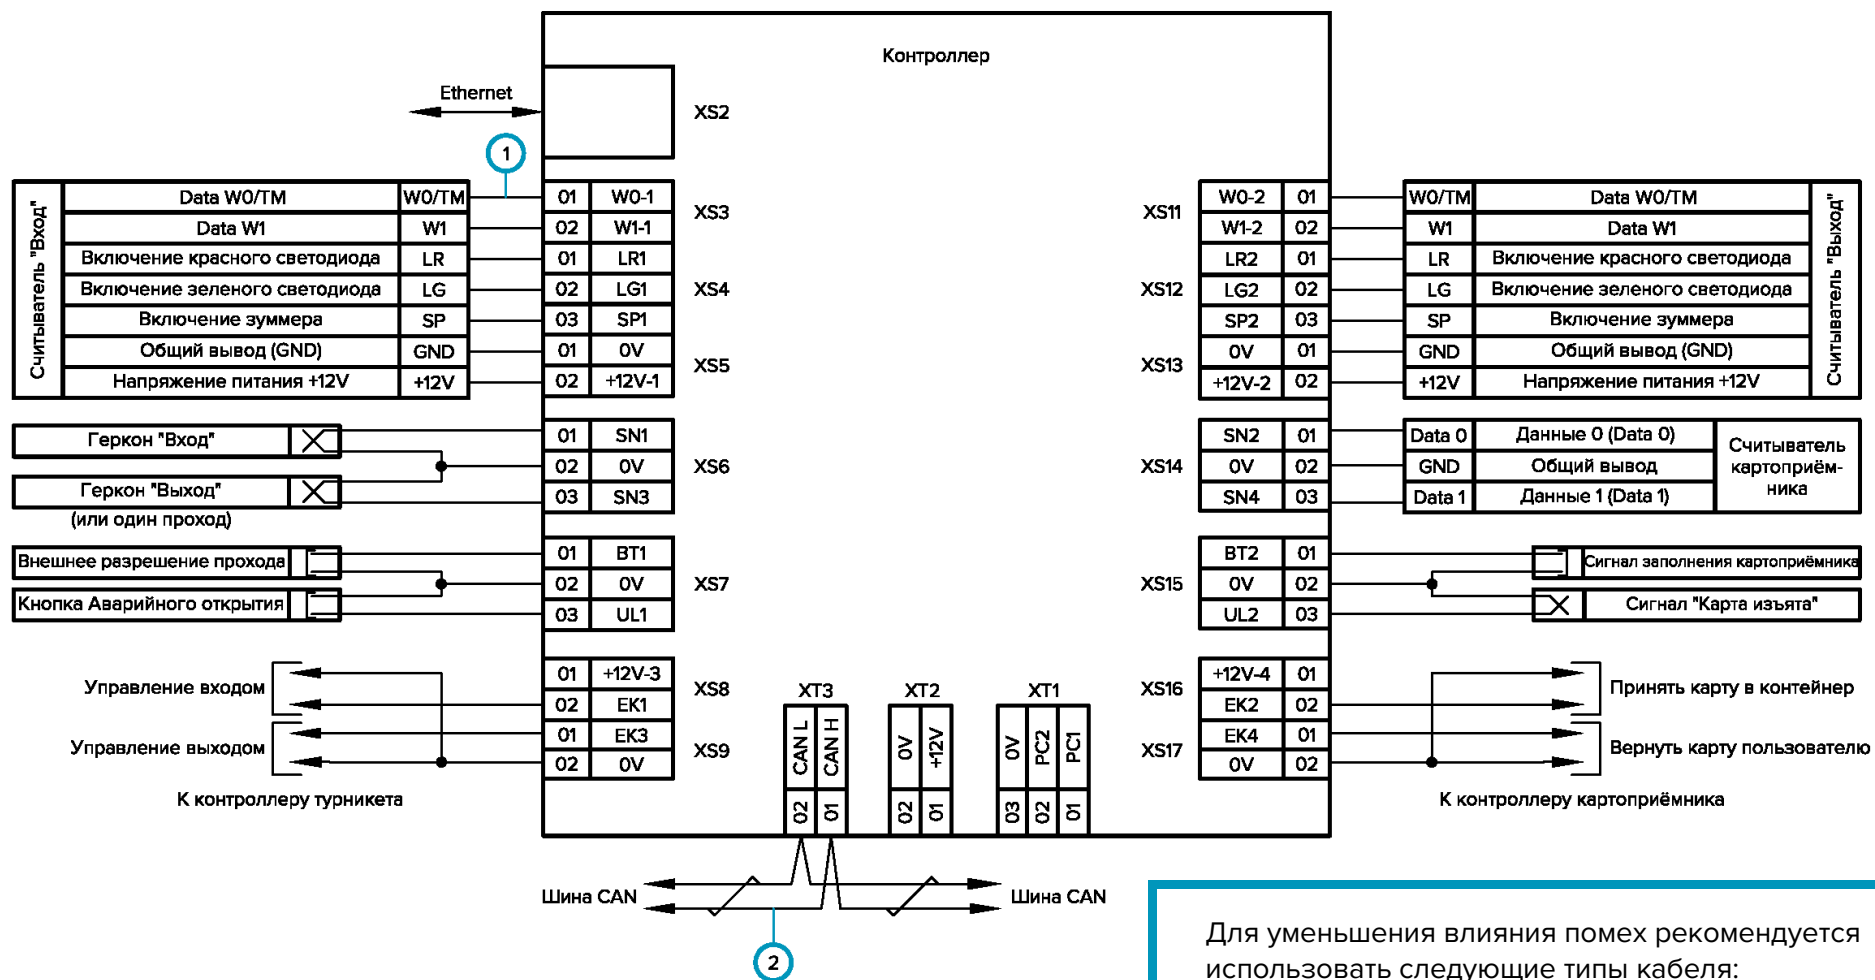 Контроллер
Ethernet
XS2
1
Считыватель "Вход"
Data W0/TM W0/TM 01 W0-1
Data W1 W1 02 W1-1
XS3
Включение красного светодиода LR 01 LR1
Включение зеленого светодиода LG 02 LG1
Включение зуммера SP 03 SP1
XS4
Общий вывод (GND) GND 01 0V
Напряжение питания +12V +12V 02 +12V-1
XS5
Геркон "Вход" 01 SN1
02 0V
XS6
Геркон "Выход" 03 SN3
(или один проход)
Внешнее разрешение прохода 01 BT1
02 0V
XS7
Кнопка Аварийного открытия 03 UL1
Управление входом
01 +12V-3
02 EK1
XS8
Управление выходом
01 EK3
02 0V
XS9
К контроллеру турникета
XS11
W0-2 01 W0/TM Data W0/TM
W1-2 02 W1 Data W1
XS12
LR2 01 LR Включение красного светодиода
LG2 02 LG Включение зеленого светодиода
SP2 03 SP Включение зуммера
XS13
0V 01 GND Общий вывод (GND)
+12V-2 02 +12V Напряжение питания +12V
Считыватель "Выход"
XS14
SN2 01 Data 0 Данные 0 (Data 0)
0V 02 GND Общий вывод
SN4 03 Data 1 Данные 1 (Data 1)
Считыватель
картоприём-
ника
XS15
BT2 01 Сигнал заполнения картоприёмника
0V 02
UL2 03 Сигнал "Карта изъята"
XS16
+12V-4 01
EK2 02
Принять карту в контейнер
XS17
EK4 01
0V 02
Вернуть карту пользователю
К контроллеру картоприёмника
XT3
CAN L CAN H
02 01
XT2
0V +12V
02 01
XT1
0V PC2 PC1
03 02 01
Шина CAN
Шина CAN
2
Для уменьшения влияния помех рекомендуется
использовать следующие типы кабеля: